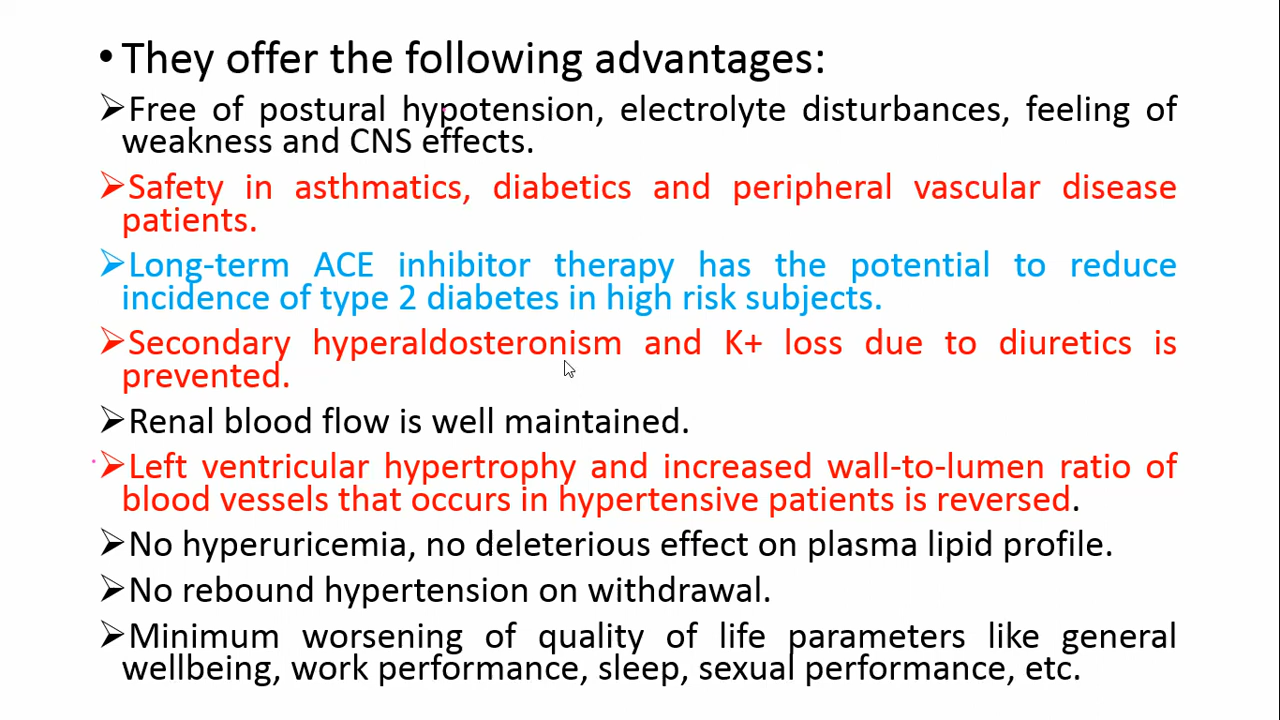 • They offer the following advantages:
➢Free of postural hypotension, electrolyte disturbances, feeling of
weakness and CNS effects.
➢Safety in asthmatics, diabetics and peripheral vascular disease
patients.
➢Long-term ACE inhibitor therapy has the potential to reduce
incidence of type 2 diabetes in high risk subjects.
➢Secondary hyperaldosteronism and K+ loss due to diuretics is
prevented.
➢Renal blood flow is well maintained.
➢Left ventricular hypertrophy and increased wall-to-lumen ratio of
blood vessels that occurs in hypertensive patients is reversed.
➢No hyperuricemia, no deleterious effect on plasma lipid profile.
➢No rebound hypertension on withdrawal.
➢Minimum worsening of quality of life parameters like general
wellbeing, work performance, sleep, sexual performance, etc.